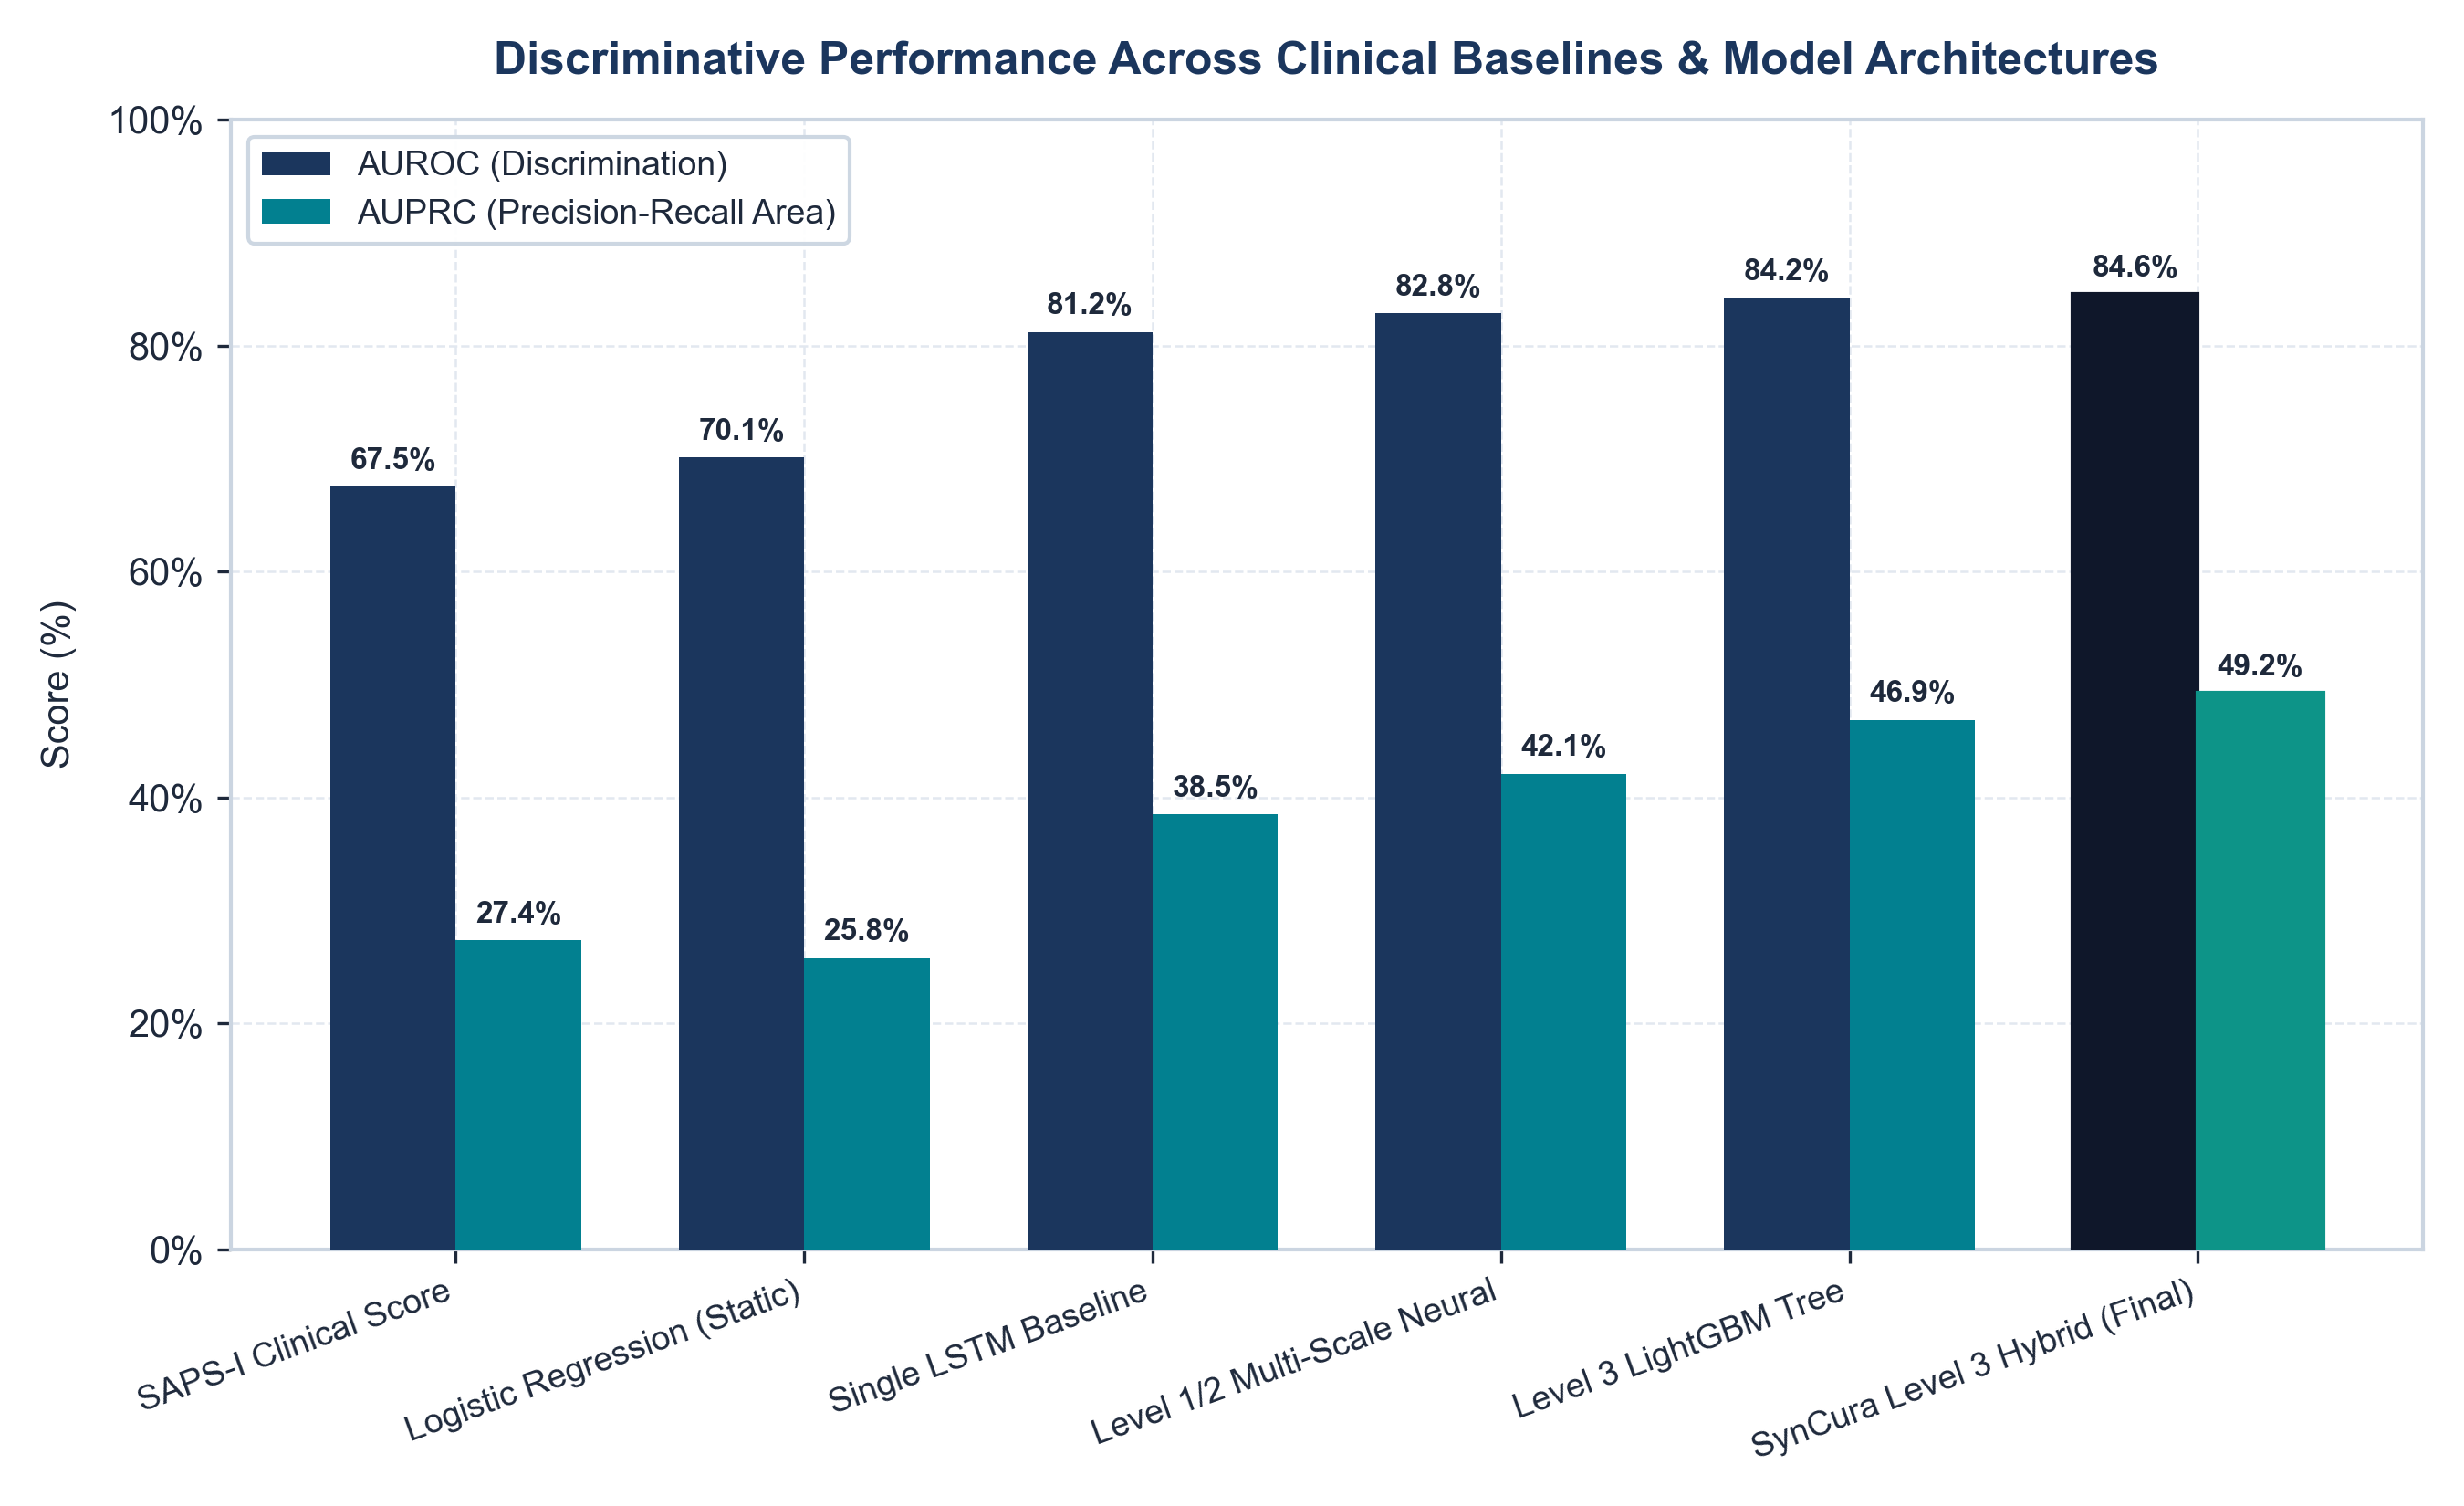 Discriminative Performance Across Clinical Baselines & Model Architectures
100%
80%
60%
40%
20%
0%
Score (%)
AUROC (Discrimination)
AUPRC (Precision-Recall Area)
67.5%
27.4%
70.1%
25.8%
81.2%
38.5%
82.8%
42.1%
84.2%
46.9%
84.6%
49.2%
SAPS-I Clinical Score
Logistic Regression (Static)
Single LSTM Baseline
Level 1/2 Multi-Scale Neural
Level 3 LightGBM Tree
SynCura Level 3 Hybrid (Final)